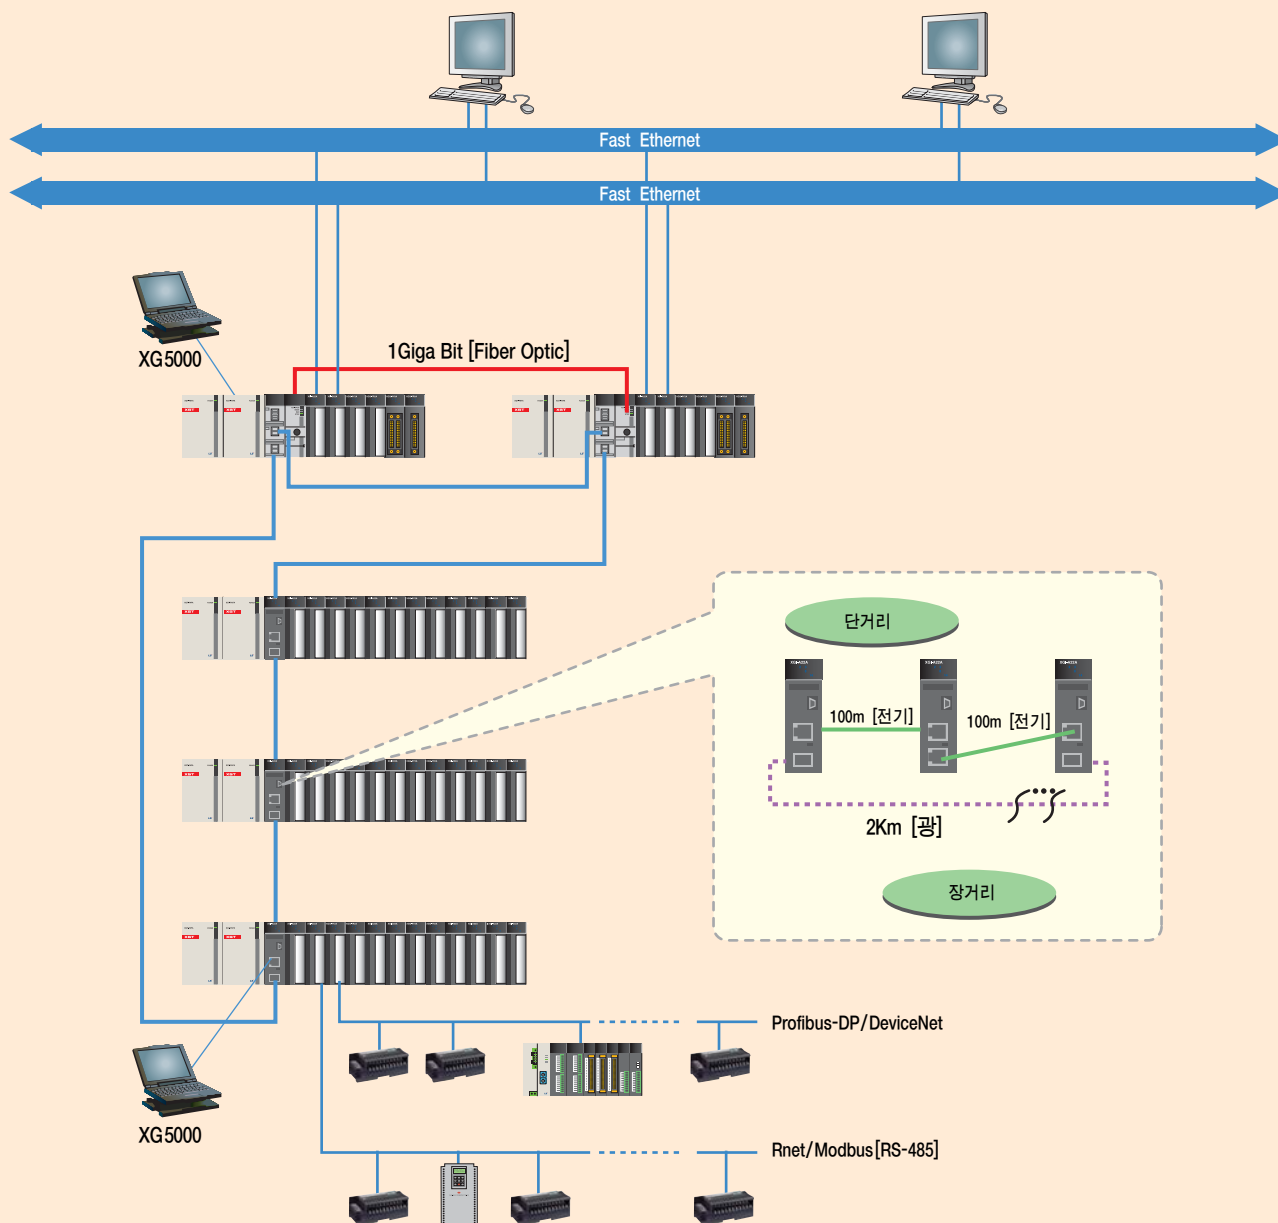 Fast Ethernet
Fast Ethernet
XG5000
1Giga Bit [Fiber Optic]
단거리
100m [전기]
100m [전기]
2Km [광]
장거리
Profibus-DP/DeviceNet
XG5000
Rnet/Modbus[RS-485]